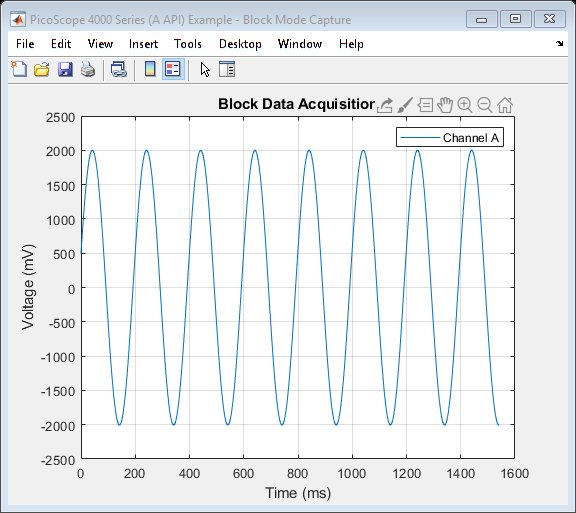 PicoScope 4000 Series (A API) Example - Block Mode Capture
File Edit View Insert Tools Desktop Window Help
Block Data Acquisition
Channel A
2500
2000
1500
1000
500
0
-500
-1000
-1500
-2000
-2500
Voltage (mV)
0 200 400 600 800 1000 1200 1400 1600
Time (ms)